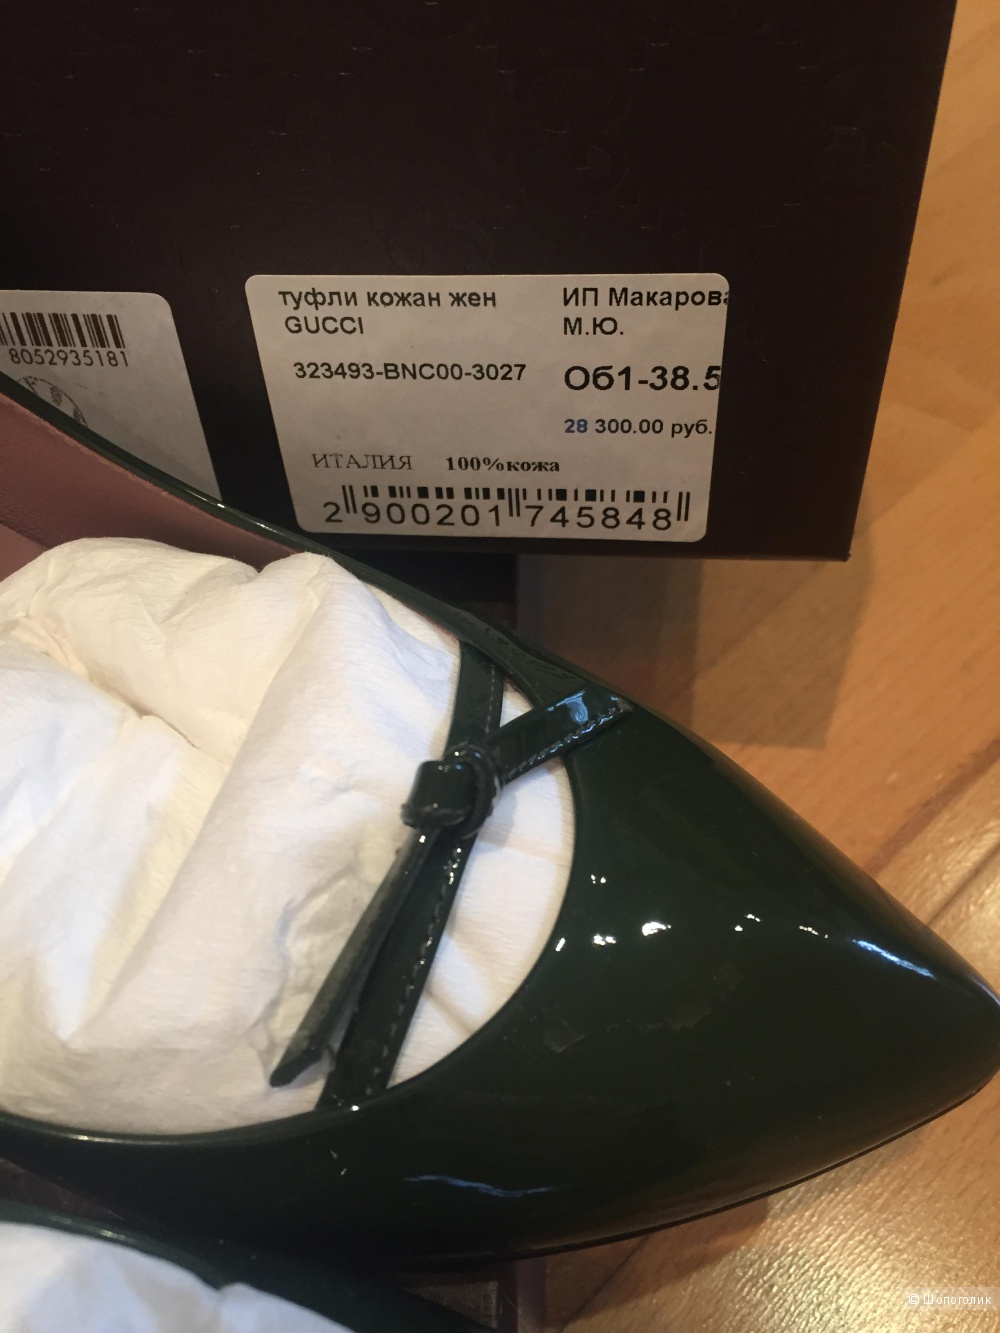 8052935181
туфли кожан жен
GUCCI
ИП Макарова
М.Ю.
323493-BNC00-3027
Об1-38.5
28 300.00 руб.
ИТАЛИЯ 100%кожа
2 900201 745848
© Шопоголик